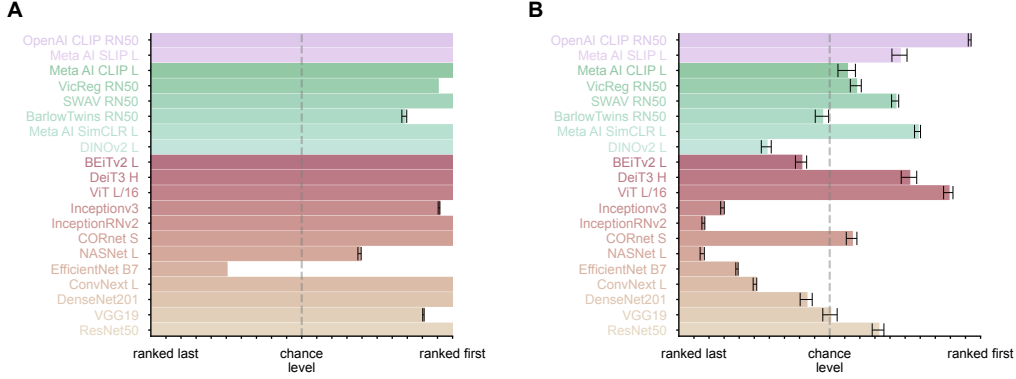 A
OpenAI CLIP RN50
Meta AI SLIP L
Meta AI CLIP L
VicReg RN50
SWAV RN50
BarlowTwins RN50
Meta AI SimCLR L
DINOv2 L
BEiTv2 L
DeiT3 H
ViT L/16
Inceptionv3
InceptionRNv2
CORnet S
NASNet L
EfficientNet B7
ConvNext L
DenseNet201
VGG19
ResNet50
ranked last
chance
level
ranked first
B
OpenAI CLIP RN50
Meta AI SLIP L
Meta AI CLIP L
VicReg RN50
SWAV RN50
BarlowTwins RN50
Meta AI SimCLR L
DINOv2 L
BEiTv2 L
DeiT3 H
ViT L/16
Inceptionv3
InceptionRNv2
CORnet S
NASNet L
EfficientNet B7
ConvNext L
DenseNet201
VGG19
ResNet50
ranked last
chance
level
ranked first